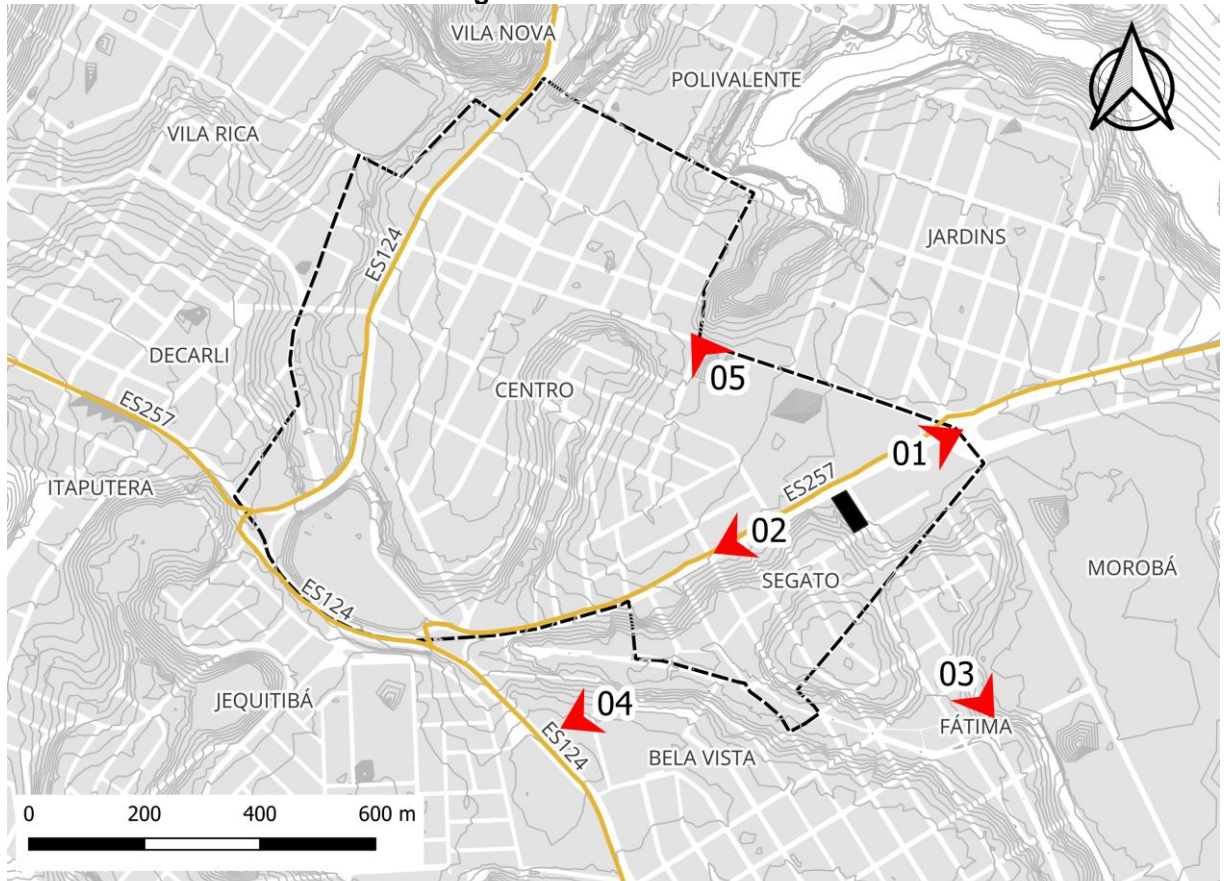 VILA NOVA
POLIVALENTE
VILA RICA
JARDINS
ES124
DECARLI
CENTRO
05
ES257
01
ITAPUTERA
ES257
02
SEGATO
MOROBÁ
ES124
03
JEQUITIBÁ
04
FÁTIMA
ES124
BELA VISTA
0 200 400 600 m